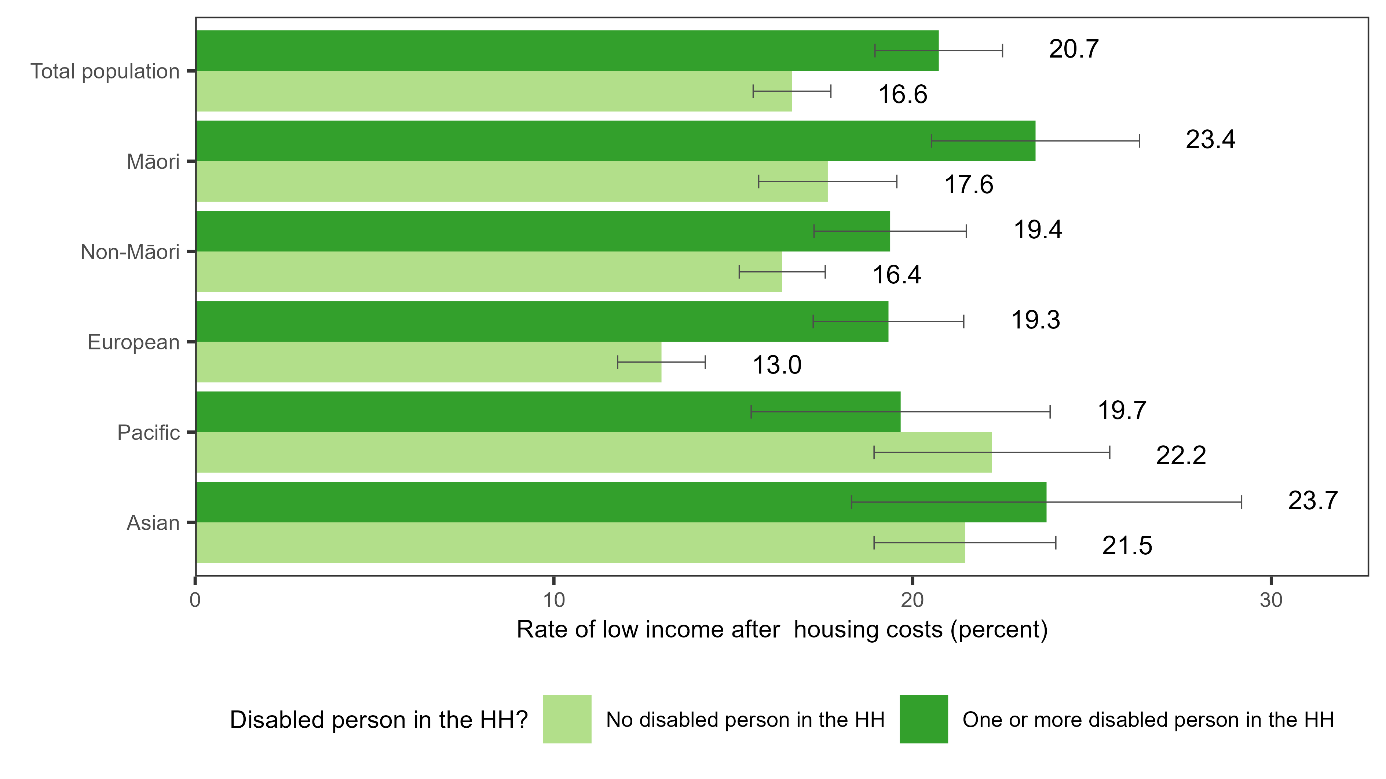 Total population
20.7
16.6
Māori
23.4
17.6
Non-Māori
19.4
16.4
European
19.3
13.0
Pacific
19.7
22.2
Asian
23.7
21.5
0 10 20 30
Rate of low income after  housing costs (percent)
Disabled person in the HH? No disabled person in the HH One or more disabled person in the HH